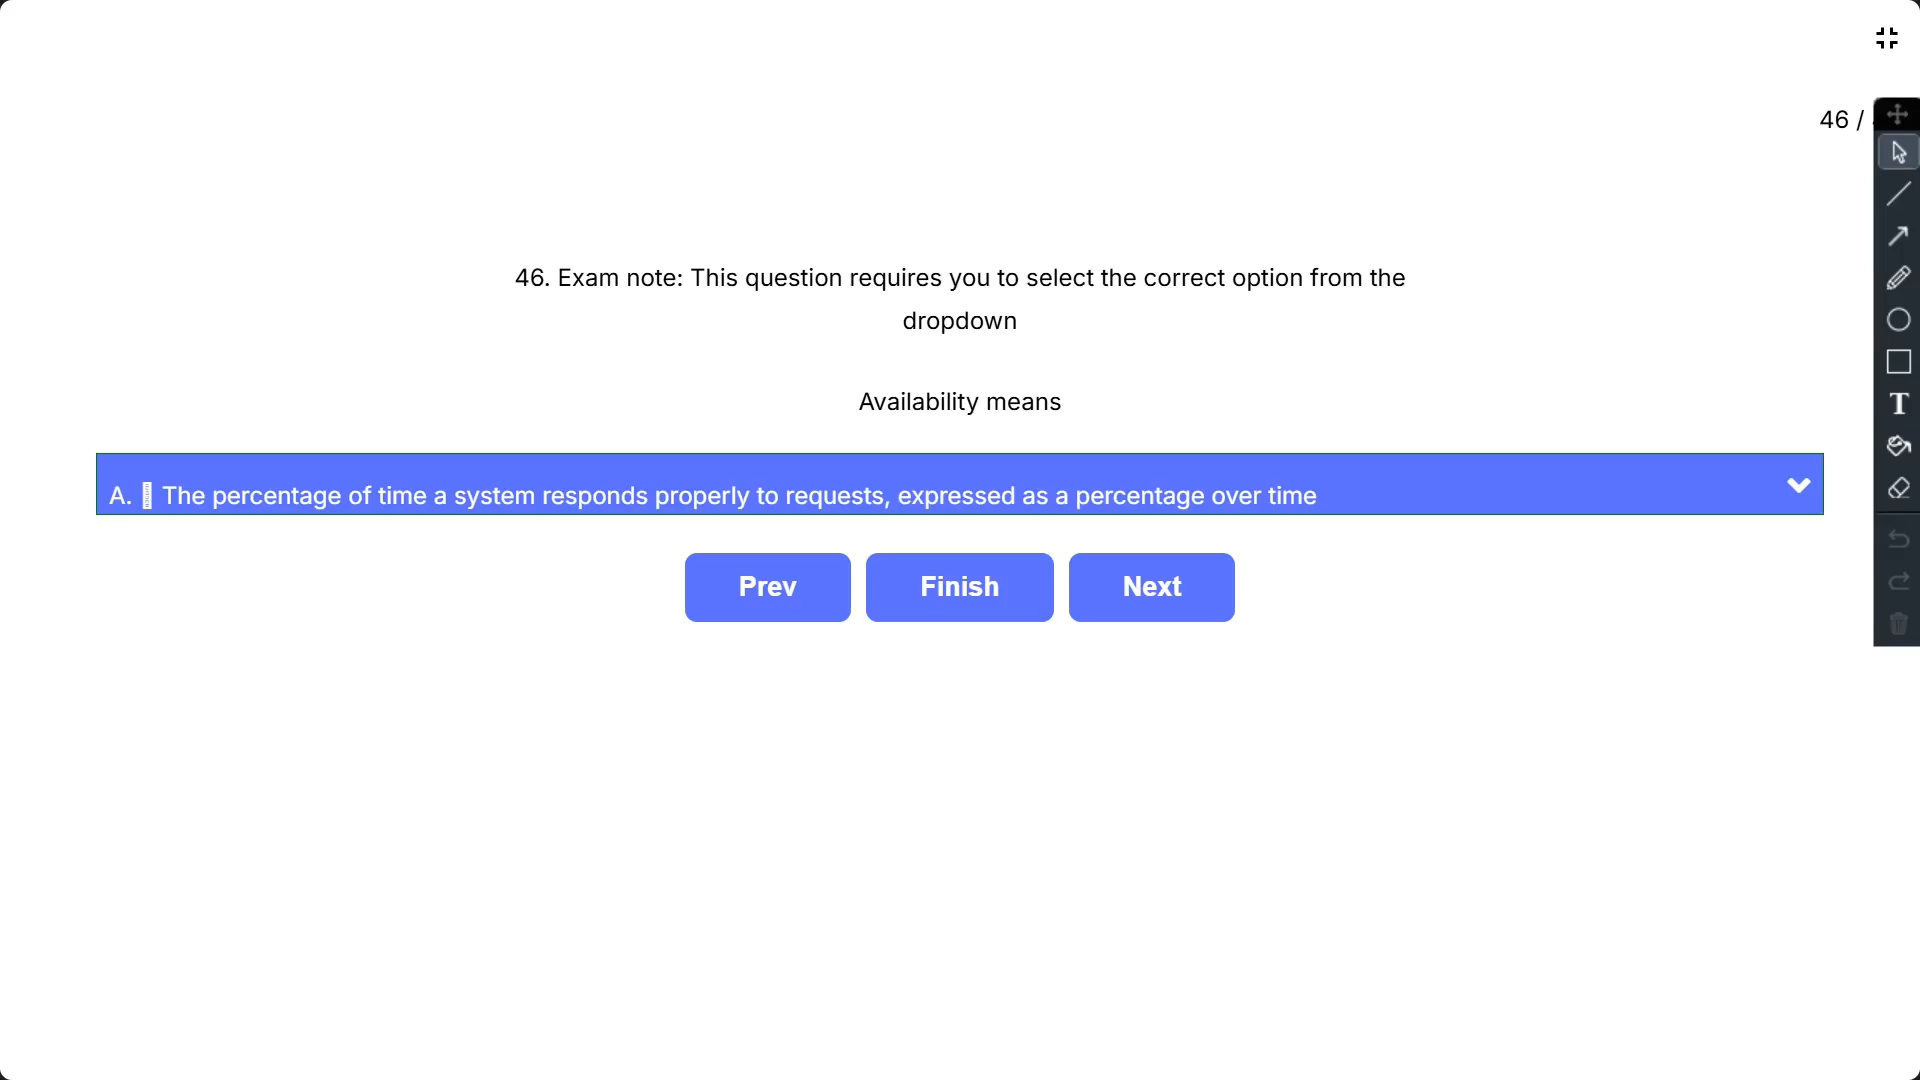 46 /
46. Exam note: This question requires you to select the correct option from the
dropdown
Availability means
A. The percentage of time a system responds properly to requests, expressed as a percentage over time
Prev
Finish
Next
T